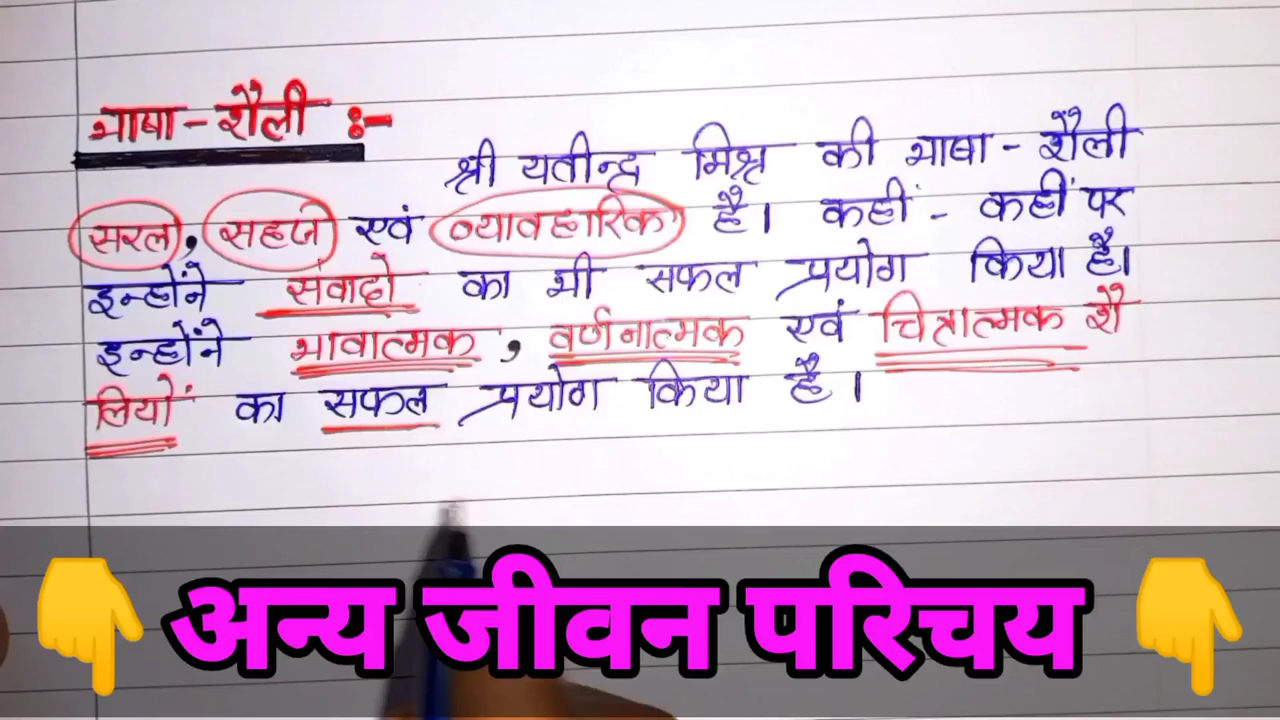 भाषा-शैली :-
श्री यतीन्द्र मिश्र की भाषा-शैली
सरल, सहज एवं व्यावहारिक है। कहीं-कहीं पर
इन्होंने संवादो का भी सफल प्रयोग किया है।
इन्होंने भावात्मक, वर्णनात्मक एवं चित्रात्मक शै
लियों का सफल प्रयोग किया है।
अन्य जीवन परिचय